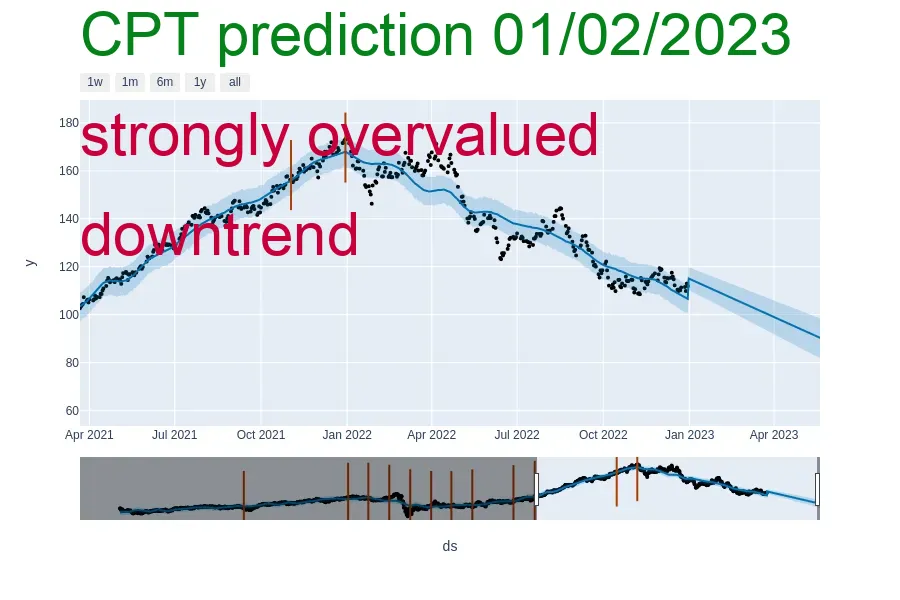 CPT prediction 01/02/2023
1w 1m 6m 1y all
strongly overvalued
downtrend
180
160
140
120
100
80
60
y
Apr 2021 Jul 2021 Oct 2021 Jan 2022 Apr 2022 Jul 2022 Oct 2022 Jan 2023 Apr 2023
ds